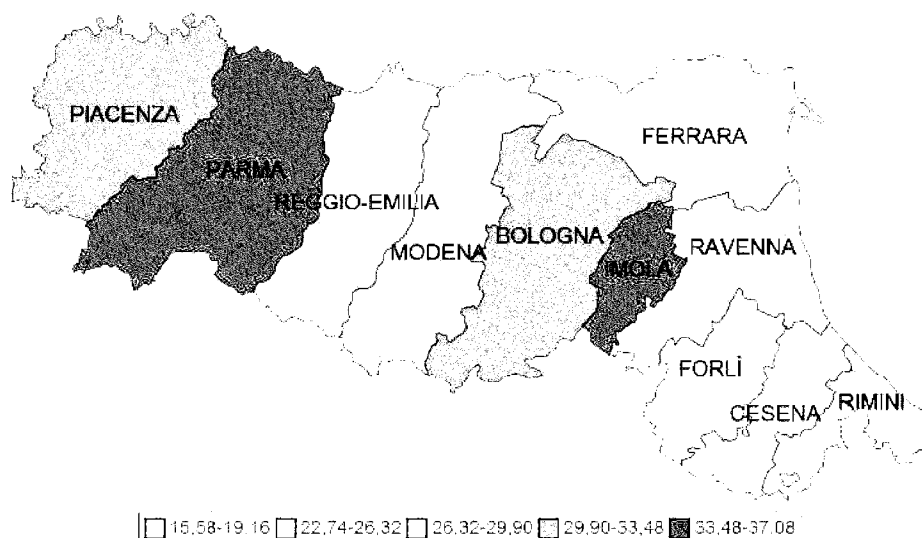 PIACENZA
PARMA
REGGIO-EMILIA
MODENA
BOLOGNA
FERRARA
IMOLA
RAVENNA
FORLÌ
CESENA
RIMINI
15,58-19,16 22,74-26,32 26,32-29,90 29,90-33,48 33,48-37,08